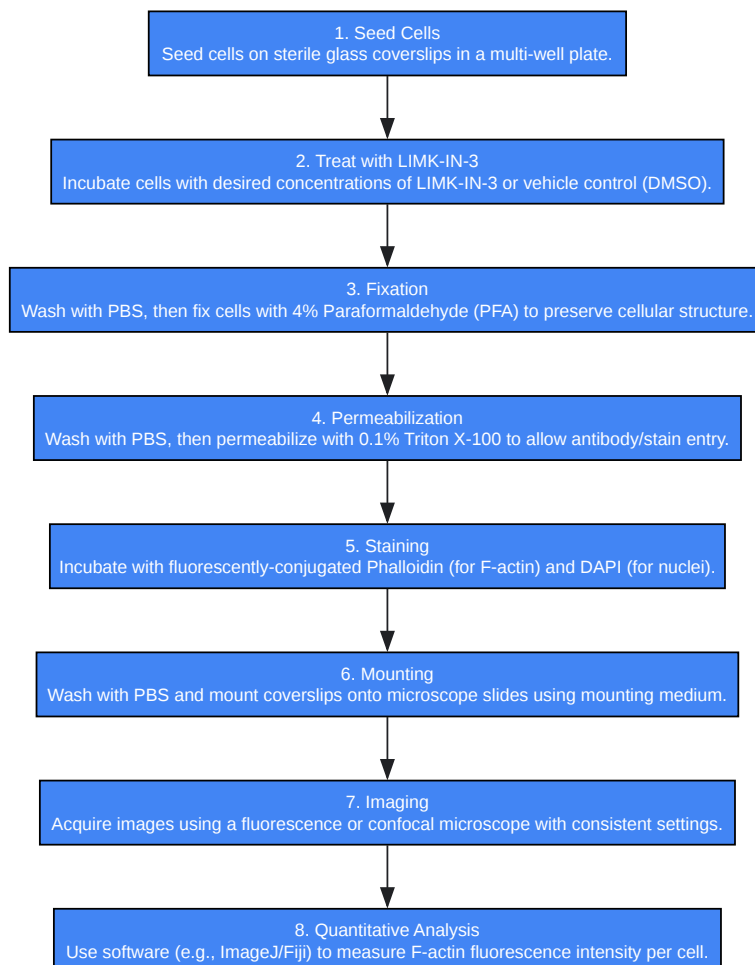 1. Seed Cells
Seed cells on sterile glass coverslips in a multi-well plate.
2. Treat with LIMK-IN-3
Incubate cells with desired concentrations of LIMK-IN-3 or vehicle control (DMSO).
3. Fixation
Wash with PBS, then fix cells with 4% Paraformaldehyde (PFA) to preserve cellular structure.
4. Permeabilization
Wash with PBS, then permeabilize with 0.1% Triton X-100 to allow antibody/stain entry.
5. Staining
Incubate with fluorescently-conjugated Phalloidin (for F-actin) and DAPI (for nuclei).
6. Mounting
Wash with PBS and mount coverslips onto microscope slides using mounting medium.
7. Imaging
Acquire images using a fluorescence or confocal microscope with consistent settings.
8. Quantitative Analysis
Use software (e.g., ImageJ/Fiji) to measure F-actin fluorescence intensity per cell.